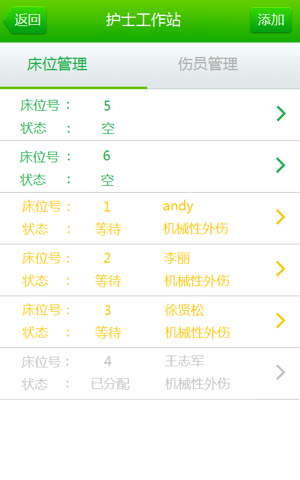 返回 护士工作站 添加
床位管理 伤员管理
床位号： 5
状态 ： 空
床位号： 6
状态 ： 空
床位号： 1 andy
状态 ： 等待 机械性外伤
床位号： 2 李丽
状态 ： 等待 机械性外伤
床位号： 3 徐贤松
状态 ： 等待 机械性外伤
床位号： 4 王志军
状态 ： 已分配 机械性外伤